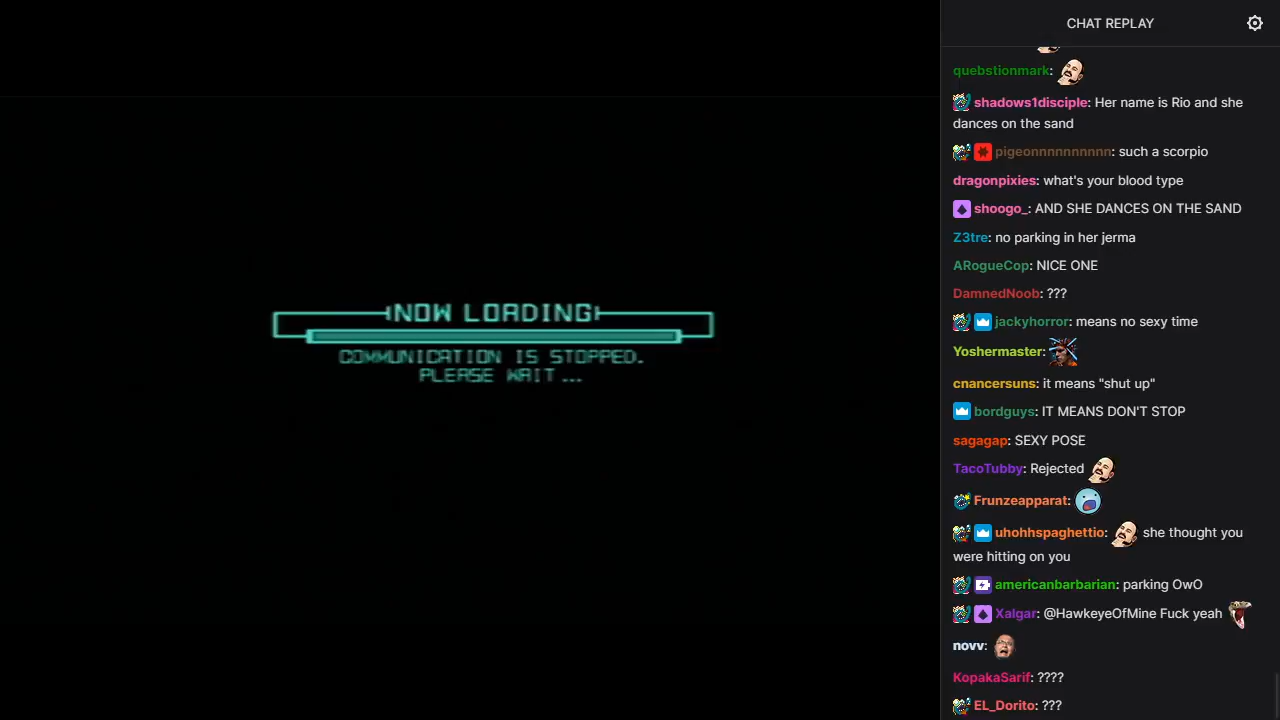 NOW LOADING
COMMUNICATION IS STOPPED.
PLEASE WAIT...
CHAT REPLAY
quebstionmark:
shadows1disciple: Her name is Rio and she
dances on the sand
pigeonnnnnnnnnn: such a scorpio
dragonpixies: what's your blood type
shoogo_: AND SHE DANCES ON THE SAND
Z3tre: no parking in her jerma
ARogueCop: NICE ONE
DamnedNoob: ???
jackyhorror: means no sexy time
Yoshermaster:
cnancersuns: it means "shut up"
bordguys: IT MEANS DON'T STOP
sagagap: SEXY POSE
TacoTubby: Rejected
Frunzeapparat:
uhohhspaghettio: she thought you
were hitting on you
americanbarbarian: parking OwO
Xalgar: @HawkeyeOfMine Fuck yeah
novv:
KopakaSarif: ????
EL_Dorito: ???